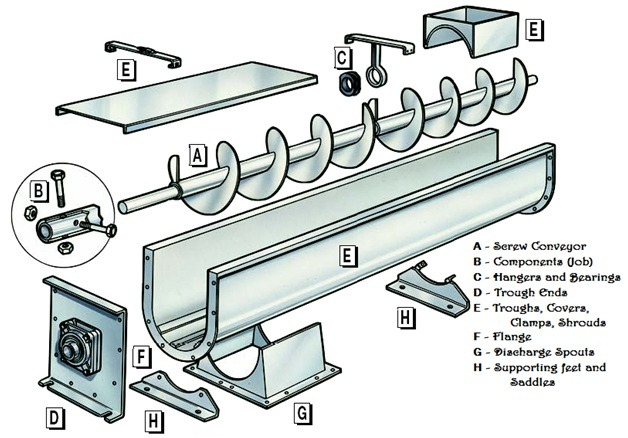 E
C
E
A
B
E
A - Screw Conveyor
B - Components (Job)
C - Hangers and Bearings
D - Trough Ends
E - Troughs, Covers,
Clamps, Shrouds
F - Flange
G - Discharge Spouts
H - Supporting feet and
Saddles
H
F
D
H
G